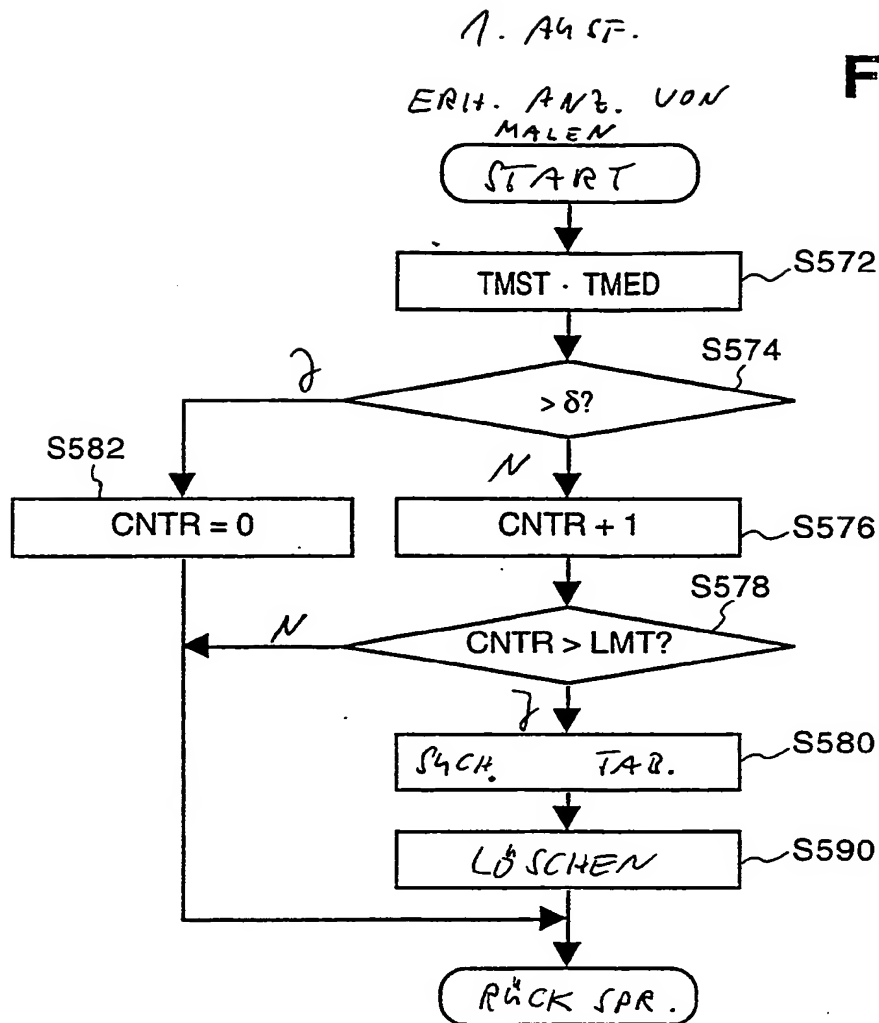 1. AUSF.
F
ERH. ANZ. VON
MALEN
START
TMST · TMED
S572
S574
J
> δ?
S582
N
CNTR = 0
CNTR + 1
S576
S578
N
CNTR > LMT?
J
SUCH. TAB.
S580
LÖSCHEN
S590
RÜCK SPR.